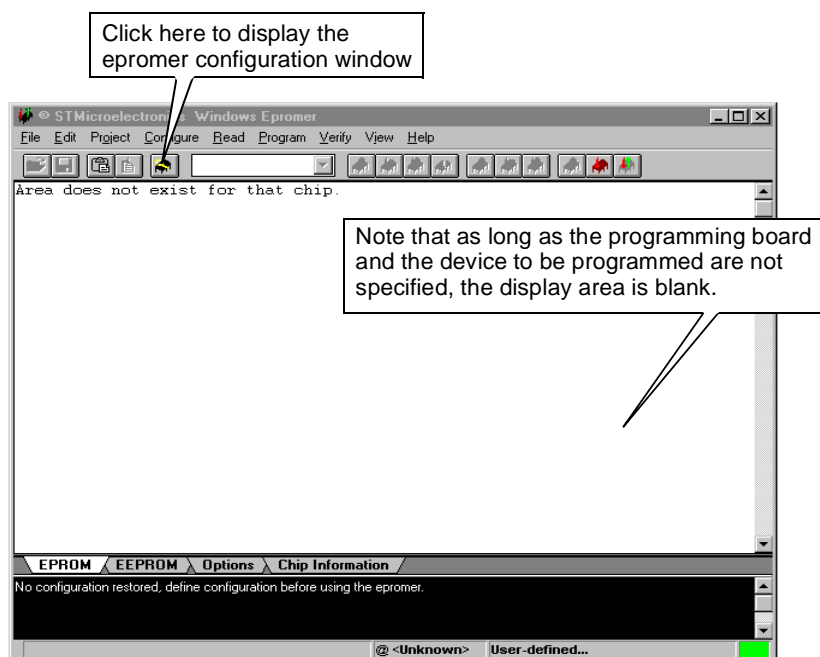 Click here to display the
epromer configuration window
© STMicroelectronics Windows Epromer
File Edit Project Configure Read Program Verify View Help
Area does not exist for that chip.
Note that as long as the programming board
and the device to be programmed are not
specified, the display area is blank.
EPROM EEPROM Options Chip Information
No configuration restored, define configuration before using the epromer.
@ <Unknown> User-defined...